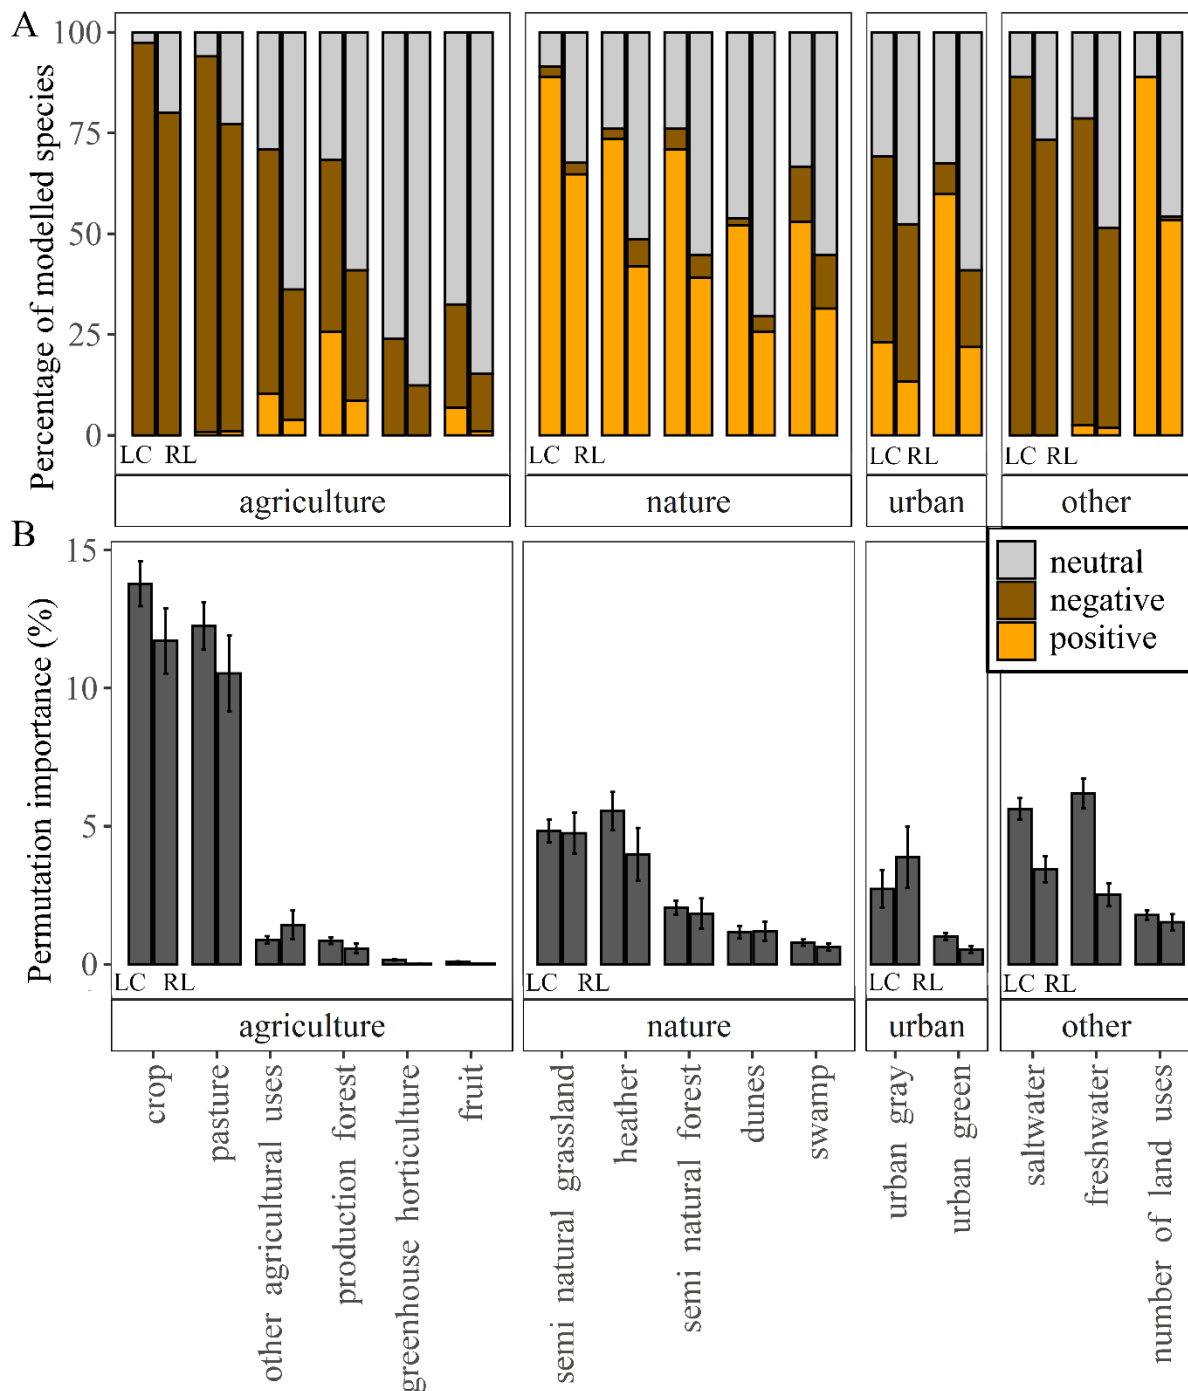 A
Percentage of modelled species
100
75
50
25
0
LC RL
LC RL
LC RL
LC RL
agriculture
nature
urban
other
B
Permutation importance (%)
15
10
5
0
neutral
negative
positive
LC RL
LC RL
LC RL
LC RL
agriculture
nature
urban
other
crop
pasture
other agricultural uses
production forest
greenhouse horticulture
fruit
semi natural grassland
heather
semi natural forest
dunes
swamp
urban gray
urban green
saltwater
freshwater
number of land uses